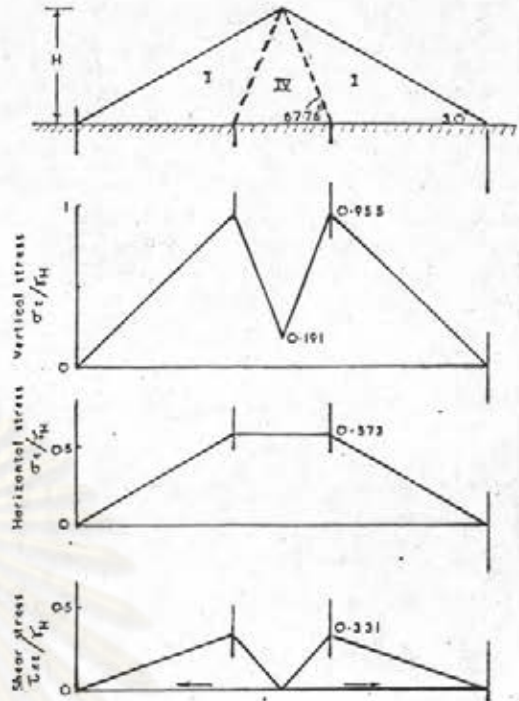 H
I
IV
I
67.76
30
1
Vertical stress
σz/γH
0.955
0.191
0
Horizontal stress
σx/γH
0.5
0.573
0
Shear stress
τxz/γH
0.5
0.331
0